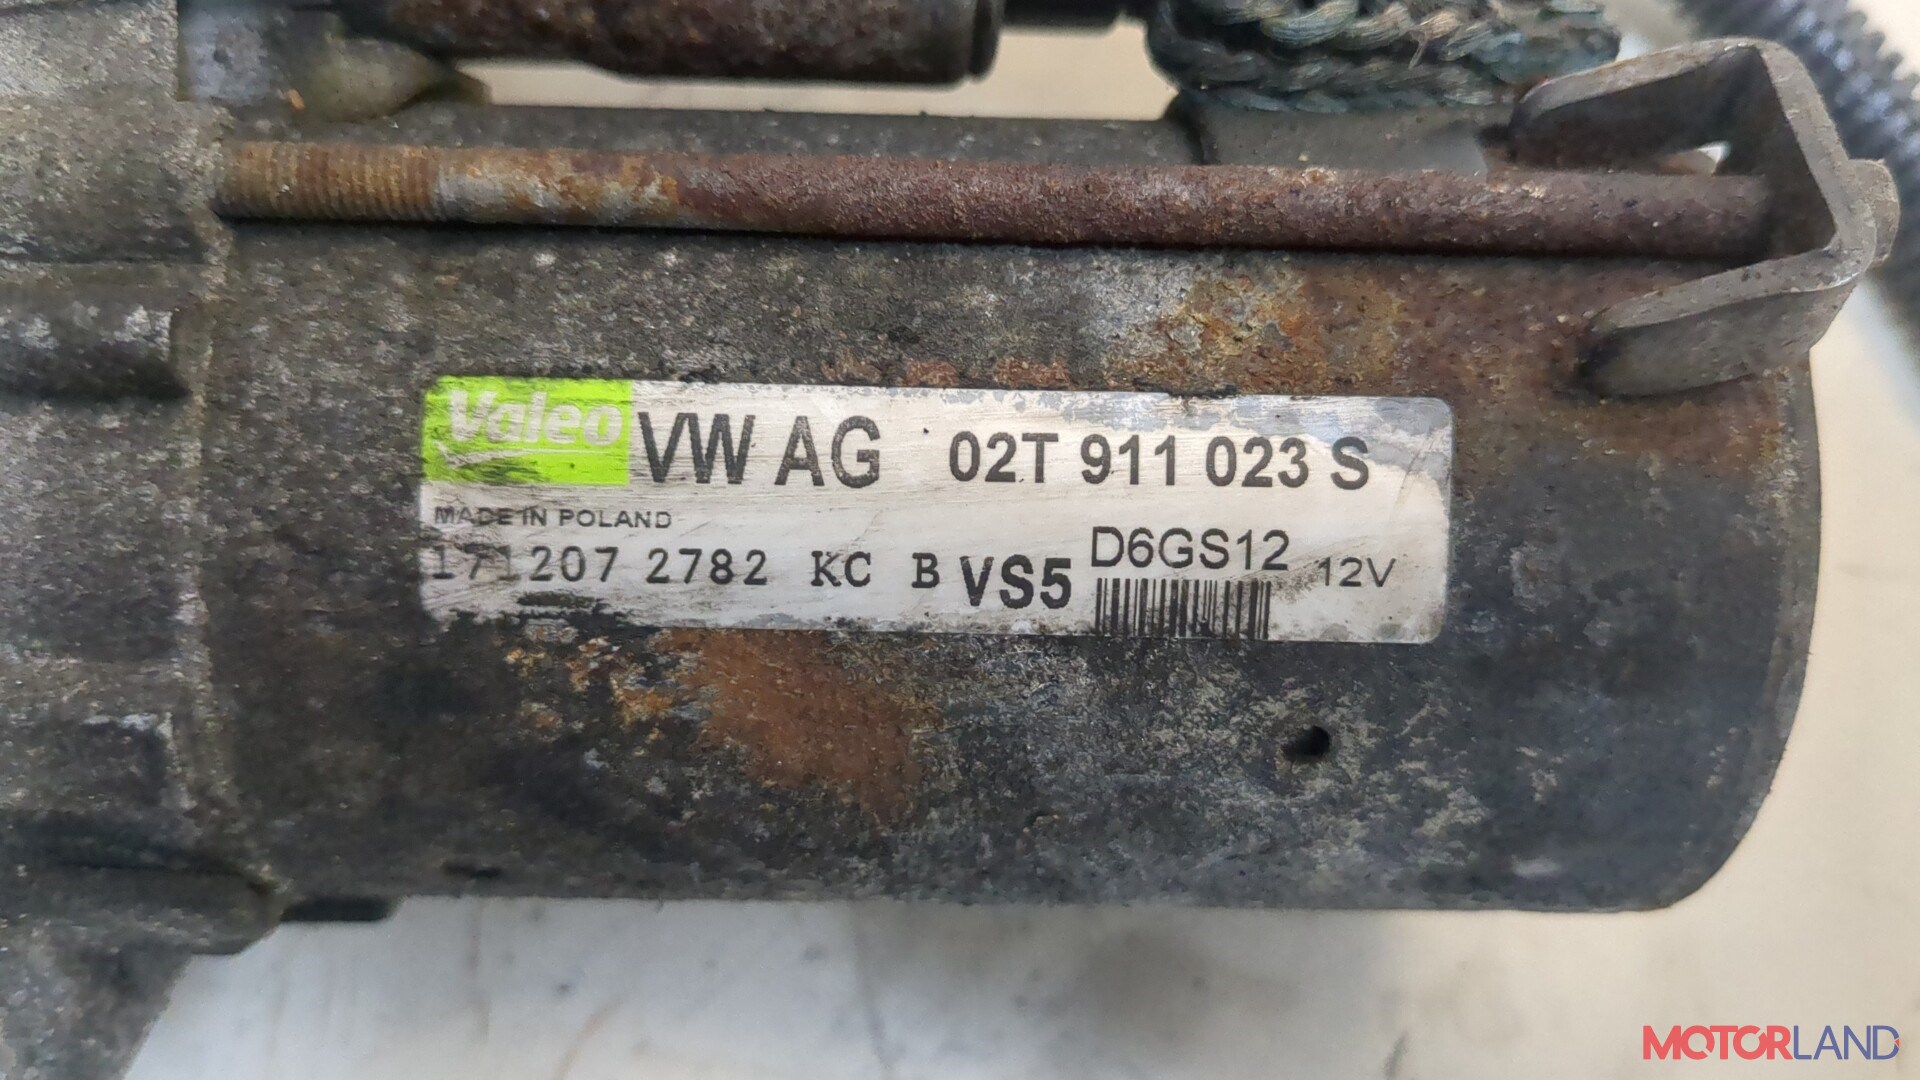 Valeo VW AG 02T 911 023 S
MADE IN POLAND
171207 2782 KC B VS5 D6GS12 12V
MOTORLAND